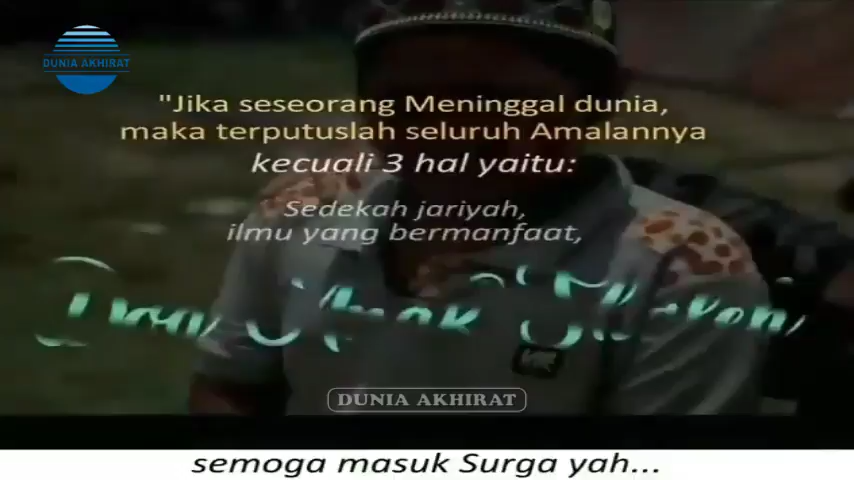 DUNIA AKHIRAT
"Jika seseorang Meninggal dunia,
maka terputuslah seluruh Amalannya
kecuali 3 hal yaitu:
Sedekah jariyah,
ilmu yang bermanfaat,
DUNIA AKHIRAT
semoga masuk Surga yah...